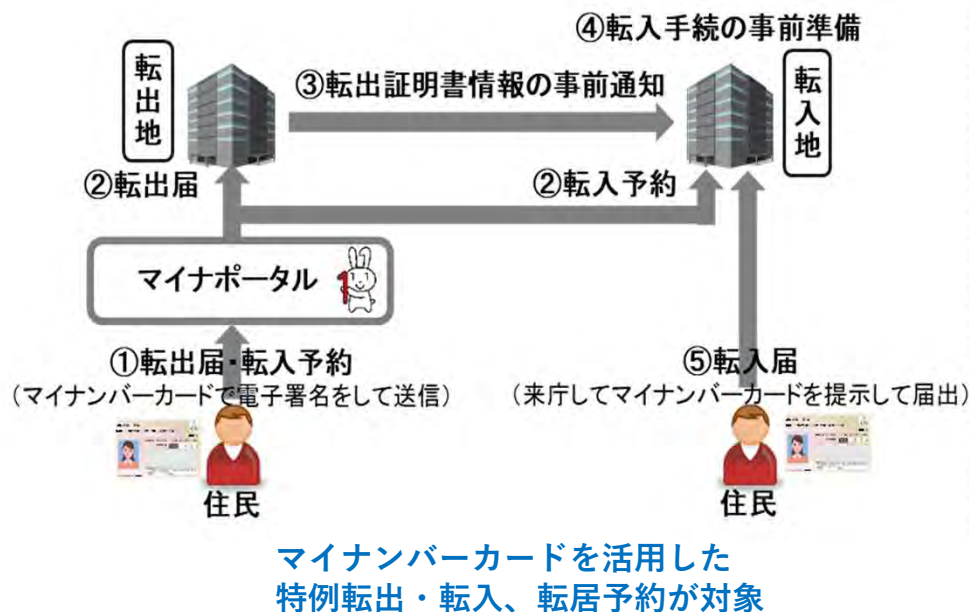 ④転入手続の事前準備
転出地
③転出証明書情報の事前通知
転入地
②転出届
②転入予約
マイナポータル
①転出届・転入予約
(マイナンバーカードで電子署名をして送信)
⑤転入届
(来庁してマイナンバーカードを提示して届出)
住民
住民
マイナンバーカードを活用した
特例転出・転入、転居予約が対象